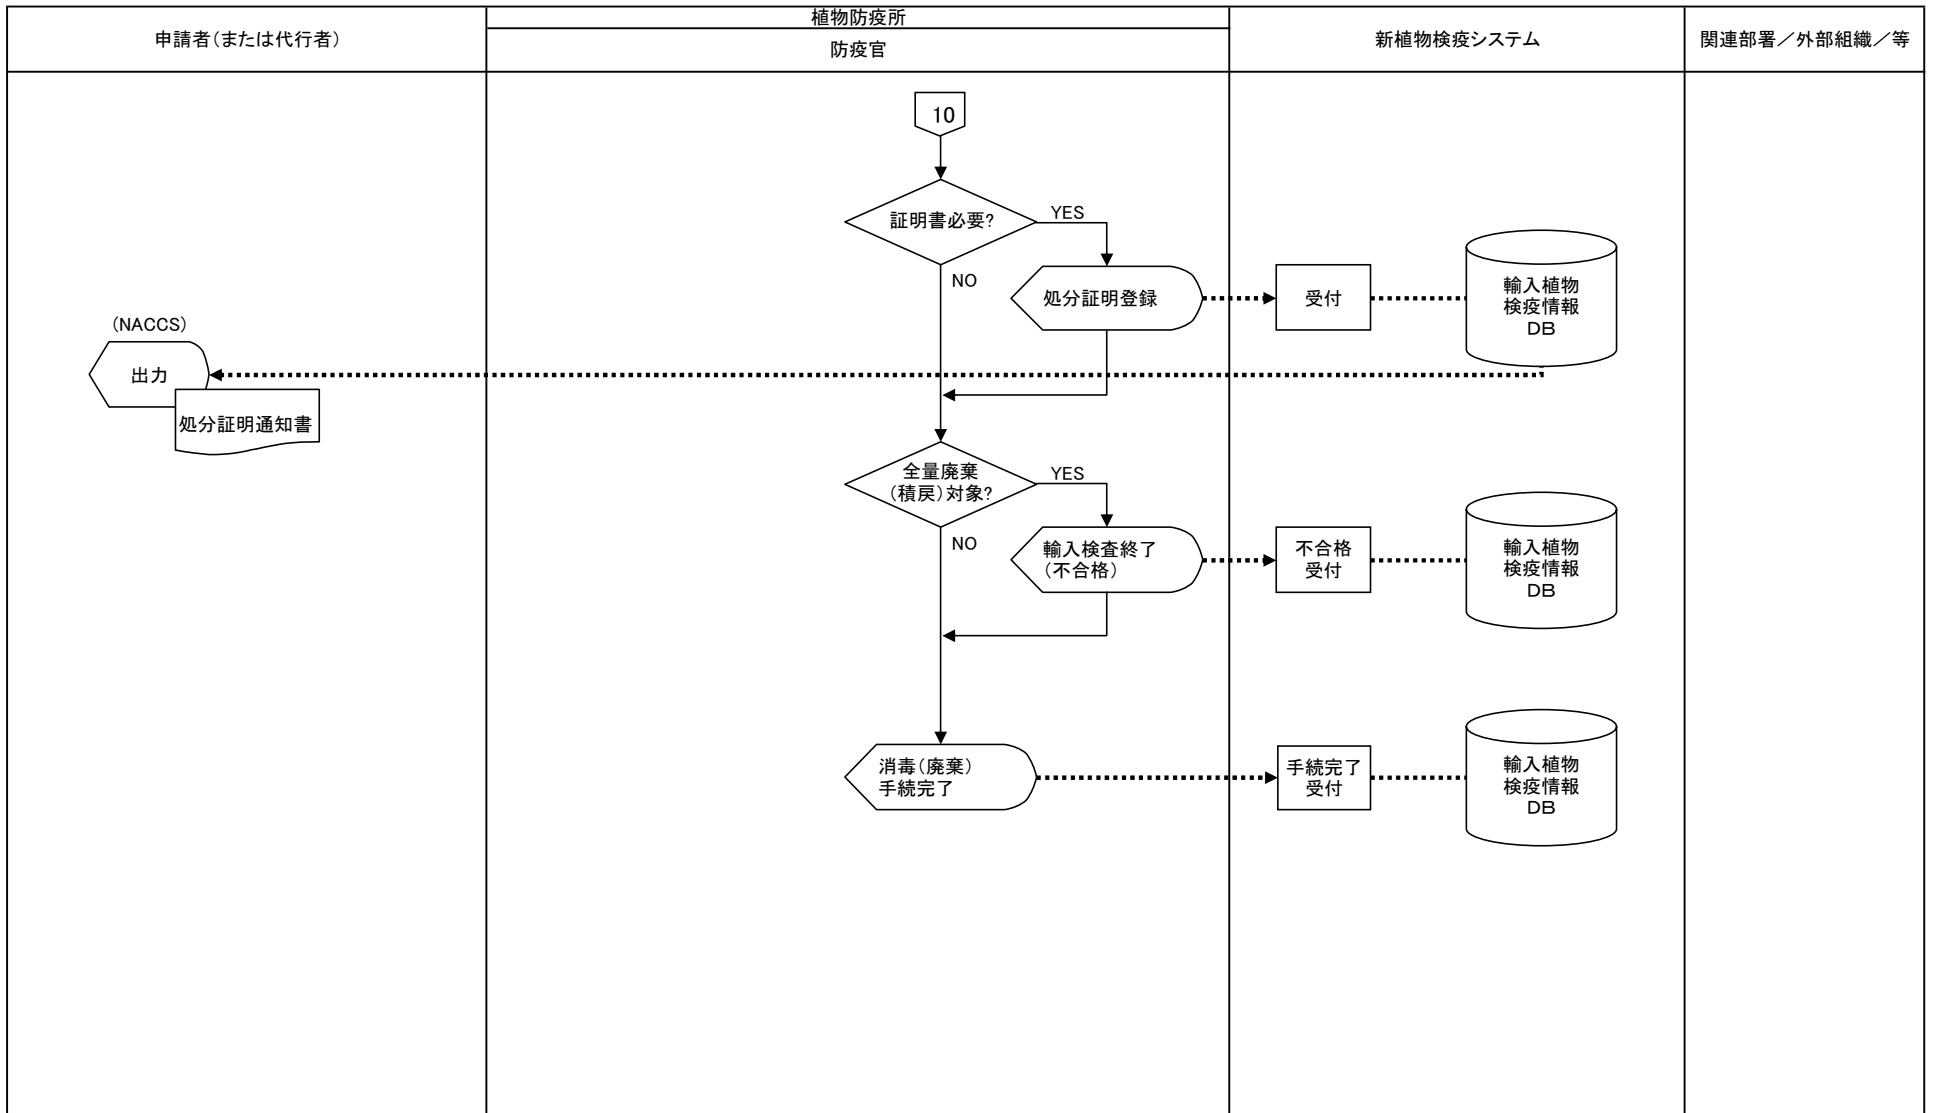 植物防疫所
申請者（または代行者）
防疫官
新植物検疫システム
関連部署／外部組織／等
10
証明書必要?
YES
NO
処分証明登録
受付
輸入植物
検疫情報
ＤＢ
(NACCS)
出力
処分証明通知書
全量廃棄
（積戻）対象?
YES
NO
輸入検査終了
（不合格）
不合格
受付
輸入植物
検疫情報
ＤＢ
消毒（廃棄）
手続完了
手続完了
受付
輸入植物
検疫情報
ＤＢ